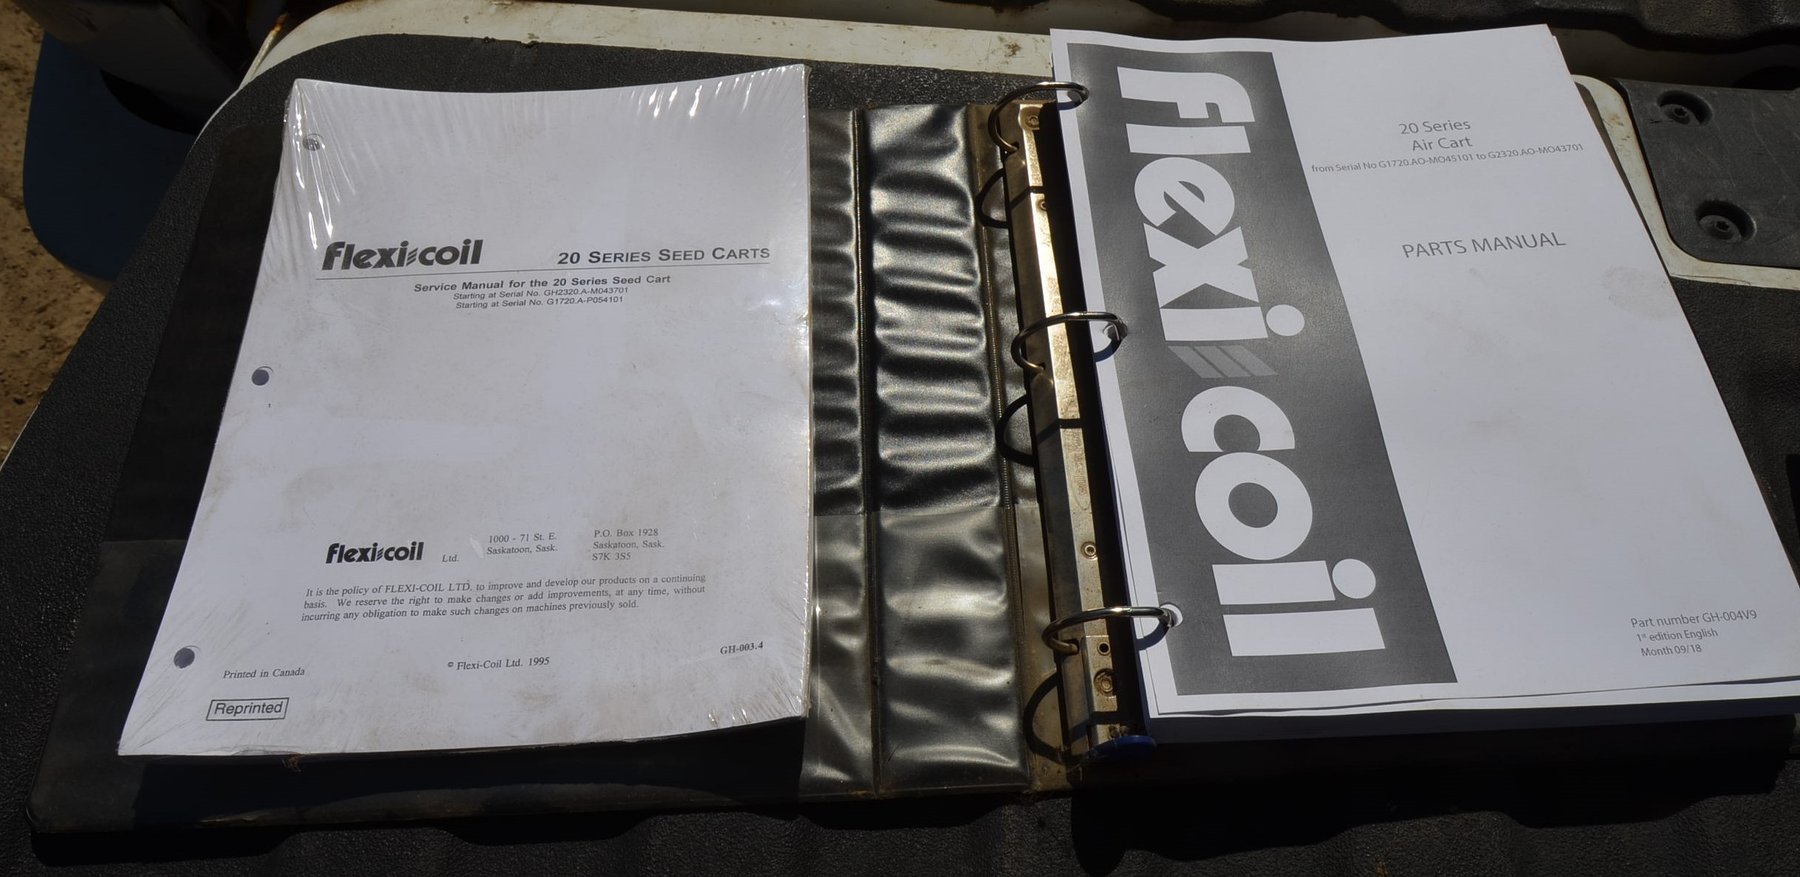 flexi-coil
20 SERIES SEED CARTS
Service Manual for the 20 Series Seed Cart
Starting at Serial No. GH2320.A-M043701
Starting at Serial No. G1720.A-P054101
flexi-coil Ltd.
1000 - 71 St. E.
Saskatoon, Sask.
P.O. Box 1928
Saskatoon, Sask.
S7K 3S5
It is the policy of FLEXI-COIL LTD. to improve and develop our products on a continuing
basis. We reserve the right to make changes or add improvements, at any time, without
incurring any obligation to make such changes on machines previously sold.
GH-003.4
© Flexi-Coil Ltd. 1995
Printed in Canada
Reprinted
flexi-coil
20 Series
Air Cart
from Serial No G1720.AO-MO45101 to G2320.AO-MO43701
PARTS MANUAL
Part number GH-004V9
1st edition English
Month 09/18